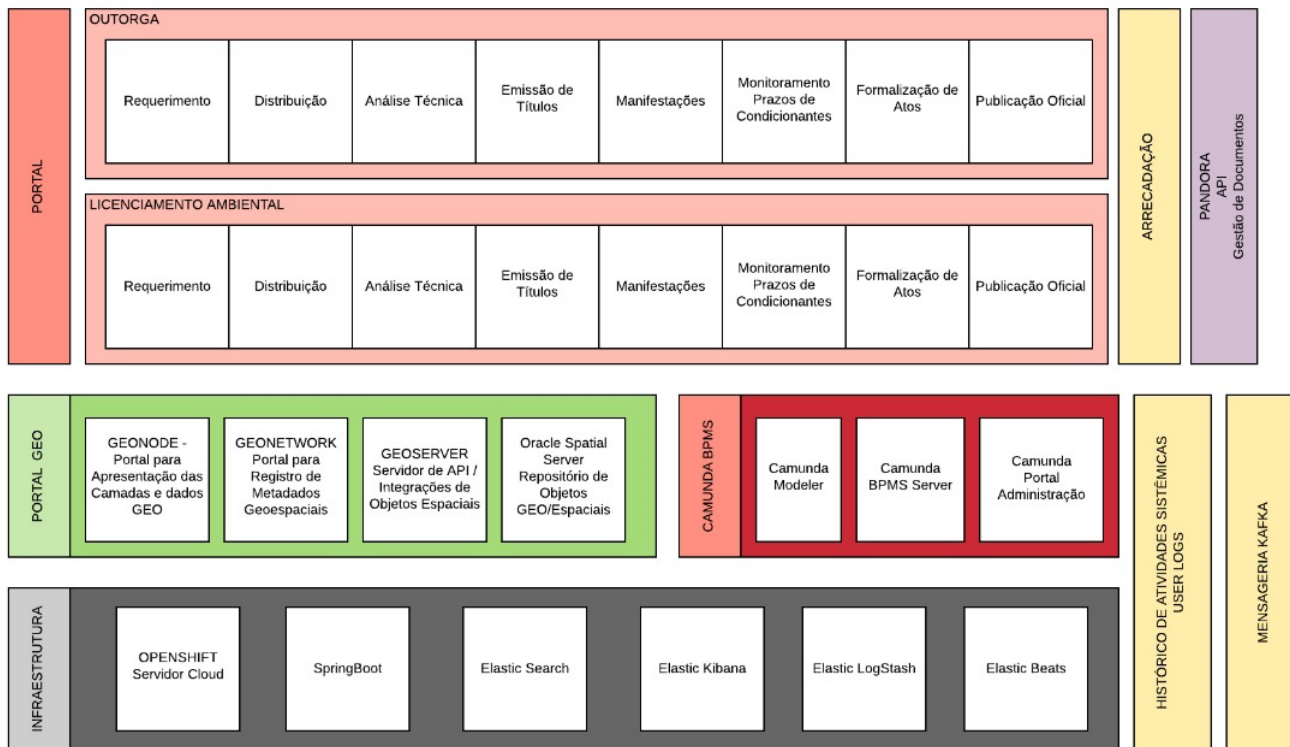 PORTAL
OUTORGA
Requerimento
Distribuição
Análise Técnica
Emissão de
Títulos
Manifestações
Monitoramento
Prazos de
Condicionantes
Formalização de
Atos
Publicação Oficial
LICENCIAMENTO AMBIENTAL
Requerimento
Distribuição
Análise Técnica
Emissão de
Títulos
Manifestações
Monitoramento
Prazos de
Condicionantes
Formalização de
Atos
Publicação Oficial
ARRECADAÇÃO
PANDORA
API
Gestão de Documentos
PORTAL GEO
GEONODE -
Portal para
Apresentação das
Camadas e dados
GEO
GEONETWORK
Portal para
Registro de
Metadados
Geoespaciais
GEOSERVER
Servidor de API /
Integrações de
Objetos Espaciais
Oracle Spatial
Server
Repositório de
Objetos
GEO/Espaciais
CAMUNDA BPMS
Camunda
Modeler
Camunda
BPMS Server
Camunda
Portal
Administração
HISTÓRICO DE ATIVIDADES SISTÊMICAS
USER LOGS
MENSAGERIA KAFKA
INFRAESTRUTURA
OPENSHIFT
Servidor Cloud
SpringBoot
Elastic Search
Elastic Kibana
Elastic LogStash
Elastic Beats